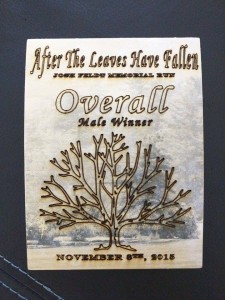 After The Leaves Have Fallen
JOSH FELDT MEMORIAL RUN
Overall
Male Winner
NOVEMBER 8TH, 2015